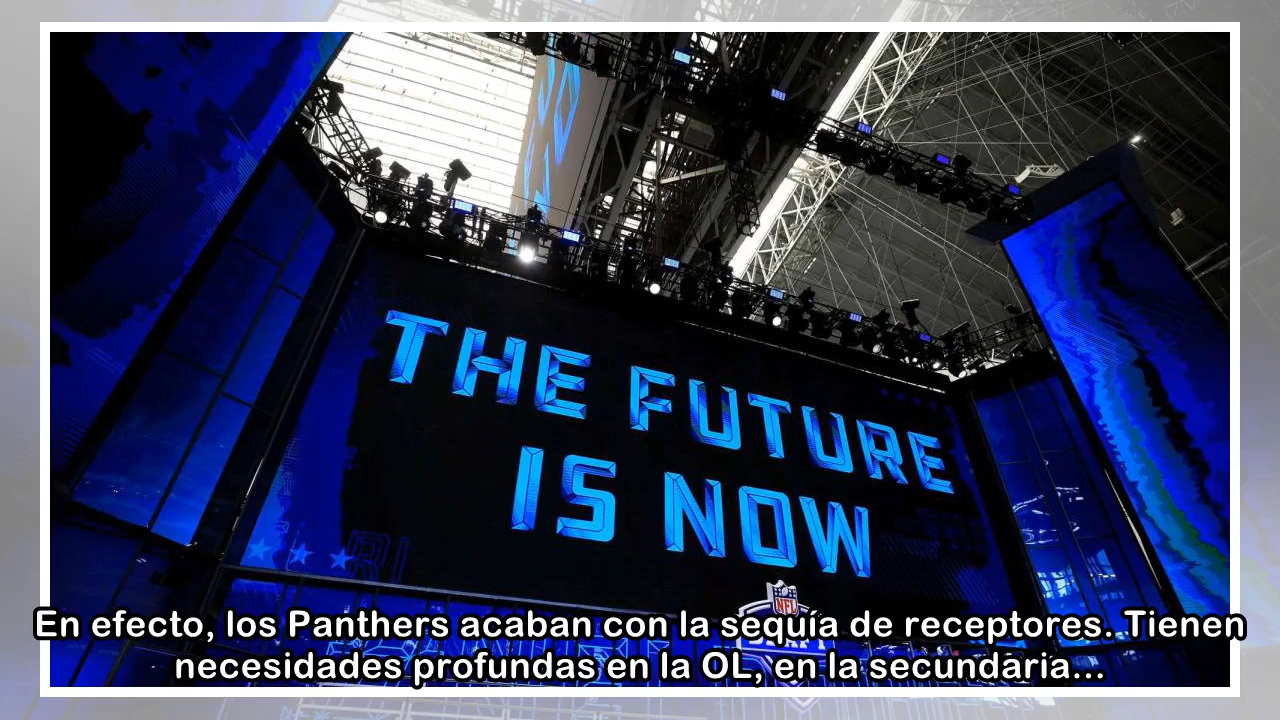 THE FUTURE
IS NOW
NFL
En efecto, los Panthers acaban con la sequía de receptores. Tienen
necesidades profundas en la OL, en la secundaria...